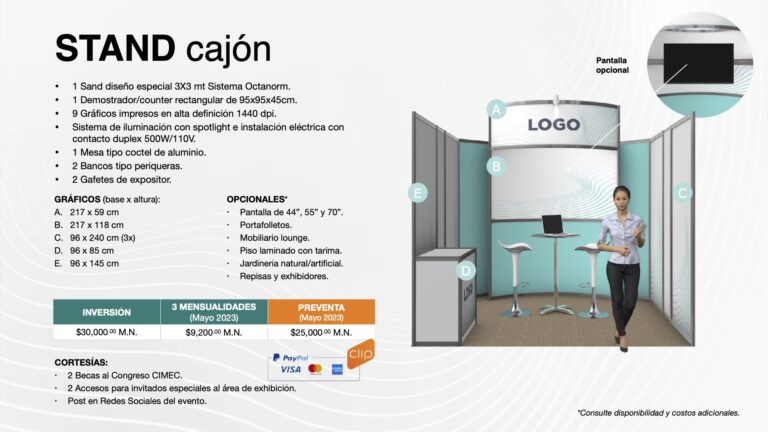 STAND cajón
• 1 Sand diseño especial 3X3 mt Sistema Octanorm.
• 1 Demostrador/counter rectangular de 95x95x45cm.
• 9 Gráficos impresos en alta definición 1440 dpi.
• Sistema de iluminación con spotlight e instalación eléctrica con
contacto duplex 500W/110V.
• 1 Mesa tipo coctel de aluminio.
• 2 Bancos tipo periqueras.
• 2 Gafetes de expositor.
GRÁFICOS (base x altura):
A. 217 x 59 cm
B. 217 x 118 cm
C. 96 x 240 cm (3x)
D. 96 x 85 cm
E. 96 x 145 cm
OPCIONALES*
· Pantalla de 44”, 55” y 70”.
· Portafolletos.
· Mobiliario lounge.
· Piso laminado con tarima.
· Jardinería natural/artificial.
· Repisas y exhibidores.
INVERSIÓN
3 MENSUALIDADES
(Mayo 2023)
PREVENTA
(Mayo 2023)
$30,000.00 M.N.
$9,200.00 M.N.
$25,000.00 M.N.
CORTESÍAS:
· 2 Becas al Congreso CIMEC.
· 2 Accesos para invitados especiales al área de exhibición.
· Post en Redes Sociales del evento.
PayPal
clip
VISA
Pantalla
opcional
A
LOGO
B
E
C
D
LOGO
*Consulte disponibilidad y costos adicionales.